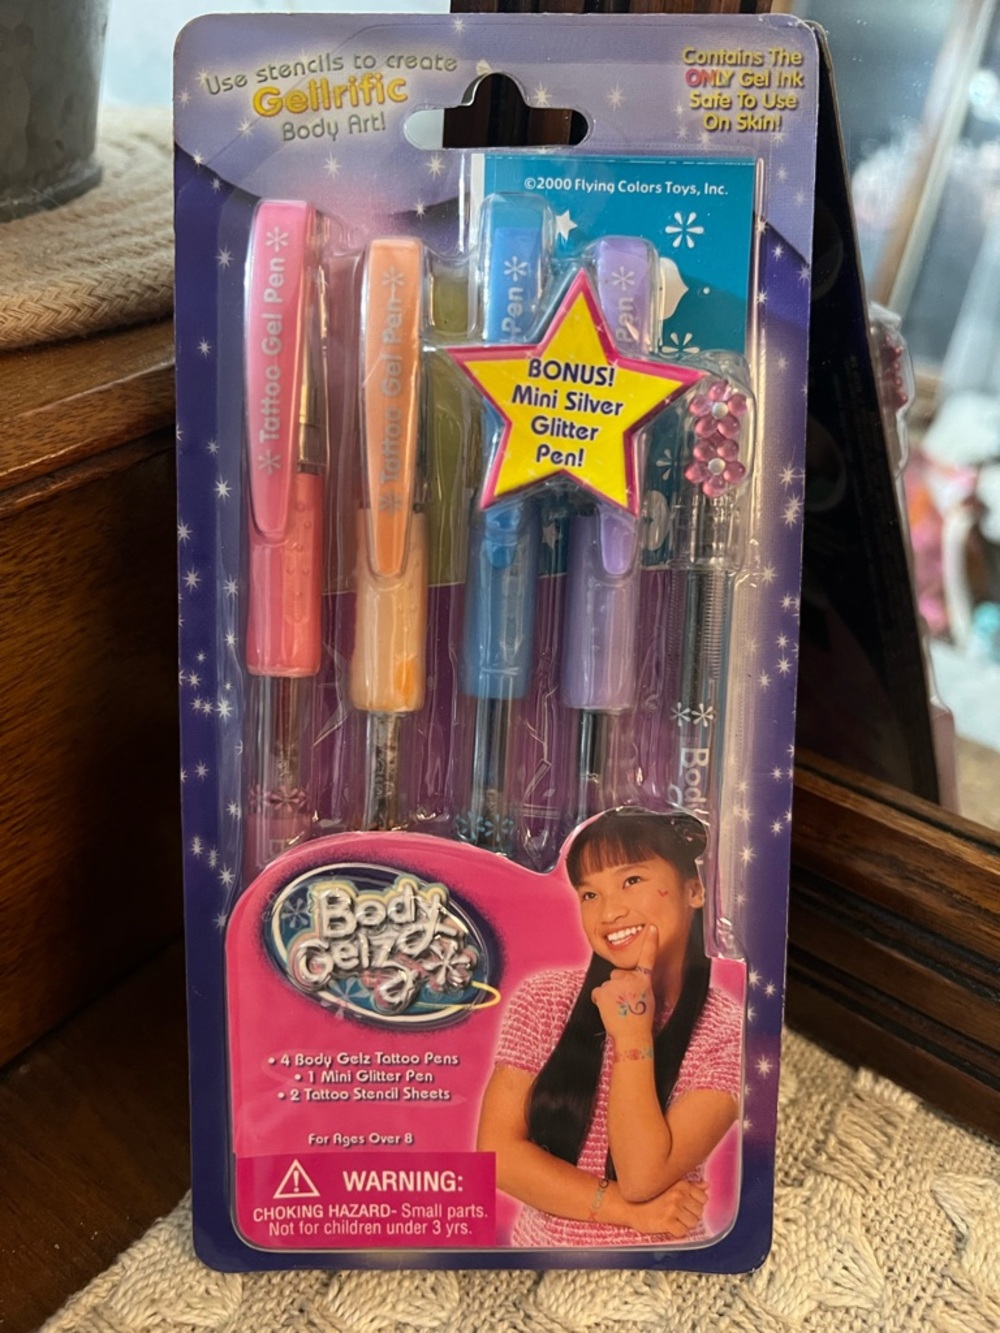 Use stencils to create
Gellrific
Body Art!
Contains The
ONLY Gel Ink
Safe To Use
On Skin!
©2000 Flying Colors Toys, Inc.
Tattoo Gel Pen
Tattoo Gel Pen
Pen
Pen
BONUS!
Mini Silver
Glitter
Pen!
Body
B
Body
Gelz
• 4 Body Gelz Tattoo Pens
• 1 Mini Glitter Pen
• 2 Tattoo Stencil Sheets
For Ages Over 8
WARNING:
CHOKING HAZARD- Small parts.
Not for children under 3 yrs.